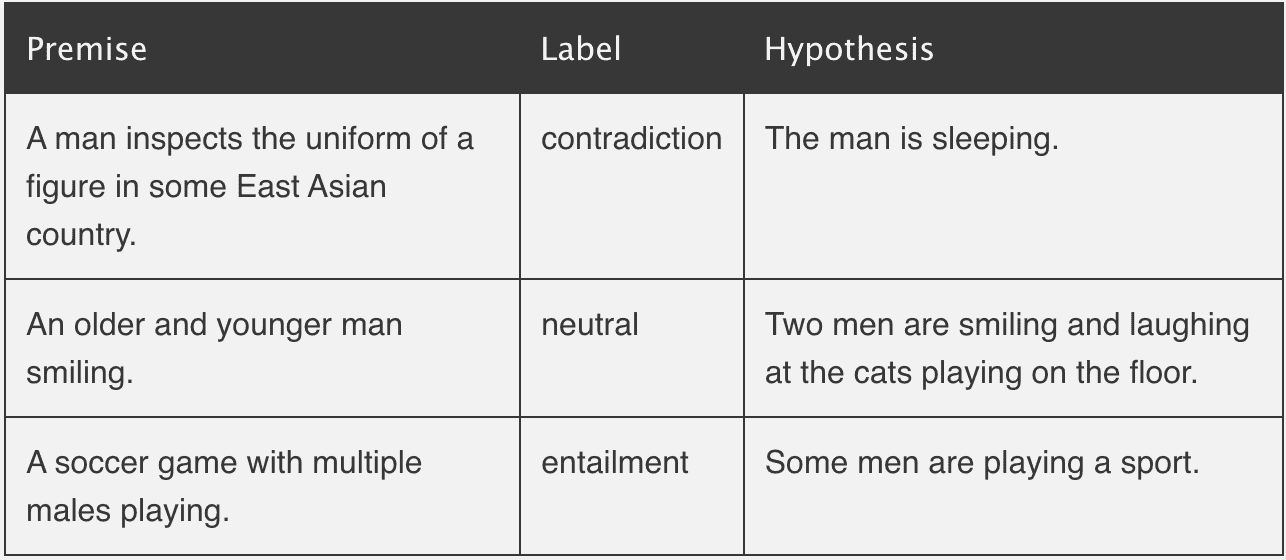 Premise Label Hypothesis
A man inspects the uniform of a contradiction The man is sleeping.
figure in some East Asian
country.
An older and younger man neutral Two men are smiling and laughing
smiling. at the cats playing on the floor.
A soccer game with multiple entailment Some men are playing a sport.
males playing.